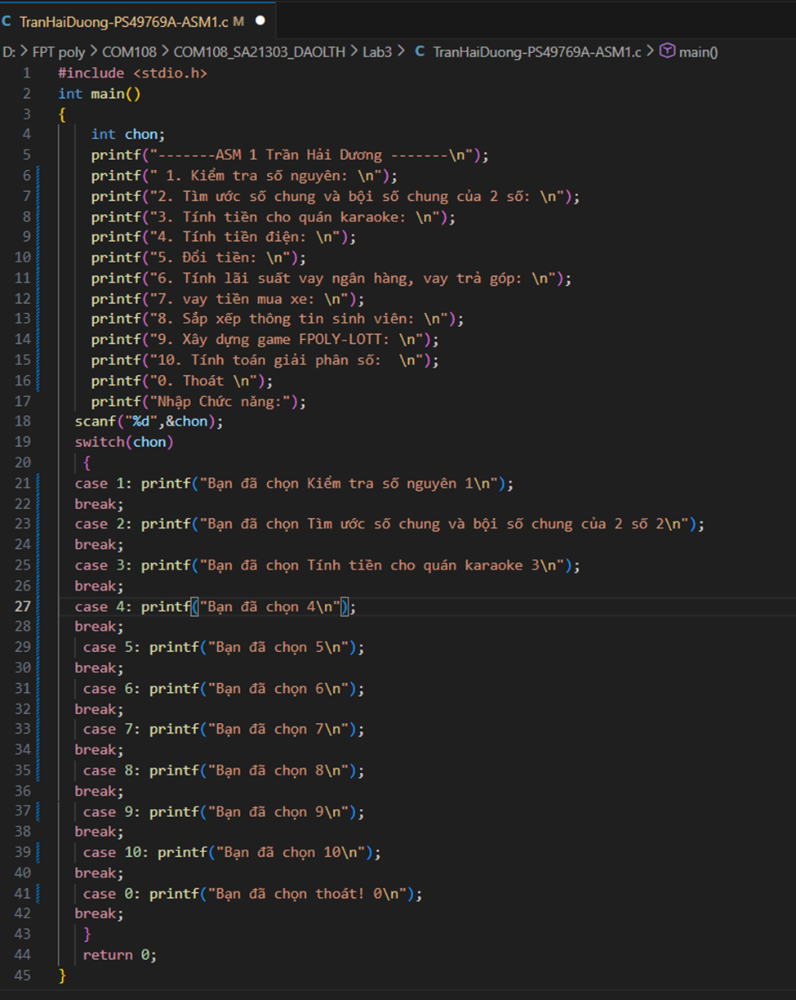 C TranHaiDuong-PS49769A-ASM1.c M
D: > FPT poly > COM108 > COM108_SA21303_DAOLTH > Lab3 > C TranHaiDuong-PS49769A-ASM1.c > main()
1 #include <stdio.h>
2 int main()
3 {
4 int chon;
5 printf("-------ASM 1 Trần Hải Dương -------\n");
6 printf(" 1. Kiểm tra số nguyên: \n");
7 printf("2. Tìm ước số chung và bội số chung của 2 số: \n");
8 printf("3. Tính tiền cho quán karaoke: \n");
9 printf("4. Tính tiền điện: \n");
10 printf("5. Đổi tiền: \n");
11 printf("6. Tính lãi suất vay ngân hàng, vay trả góp: \n");
12 printf("7. vay tiền mua xe: \n");
13 printf("8. Sắp xếp thông tin sinh viên: \n");
14 printf("9. Xây dựng game FPOLY-LOTT: \n");
15 printf("10. Tính toán giải phân số:  \n");
16 printf("0. Thoát \n");
17 printf("Nhập Chức năng:");
18 scanf("%d",&chon);
19 switch(chon)
20 {
21 case 1: printf("Bạn đã chọn Kiểm tra số nguyên 1\n");
22 break;
23 case 2: printf("Bạn đã chọn Tìm ước số chung và bội số chung của 2 số 2\n");
24 break;
25 case 3: printf("Bạn đã chọn Tính tiền cho quán karaoke 3\n");
26 break;
27 case 4: printf("Bạn đã chọn 4\n");
28 break;
29 case 5: printf("Bạn đã chọn 5\n");
30 break;
31 case 6: printf("Bạn đã chọn 6\n");
32 break;
33 case 7: printf("Bạn đã chọn 7\n");
34 break;
35 case 8: printf("Bạn đã chọn 8\n");
36 break;
37 case 9: printf("Bạn đã chọn 9\n");
38 break;
39 case 10: printf("Bạn đã chọn 10\n");
40 break;
41 case 0: printf("Bạn đã chọn thoát! 0\n");
42 break;
43 }
44 return 0;
45 }